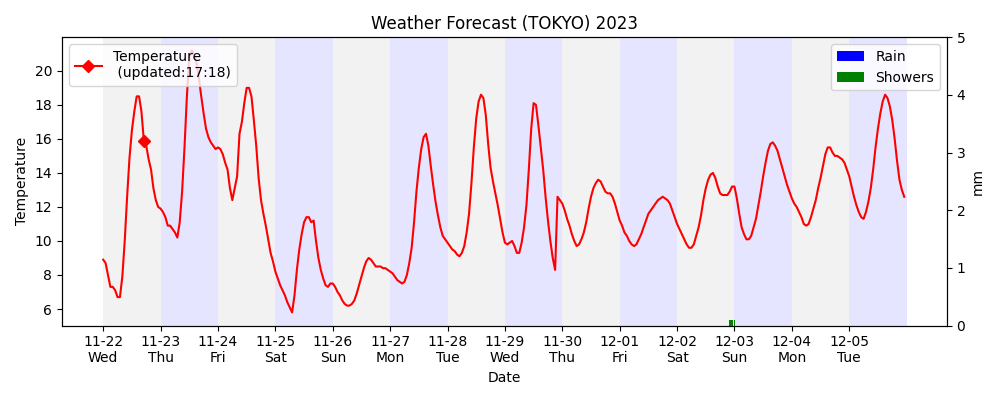 Weather Forecast (TOKYO) 2023
Temperature
(updated:17:18)
Rain
Showers
Temperature
20
18
16
14
12
10
8
6
5
4
3
2
1
0
mm
11-22 11-23 11-24 11-25 11-26 11-27 11-28 11-29 11-30 12-01 12-02 12-03 12-04 12-05
Wed Thu Fri Sat Sun Mon Tue Wed Thu Fri Sat Sun Mon Tue
Date